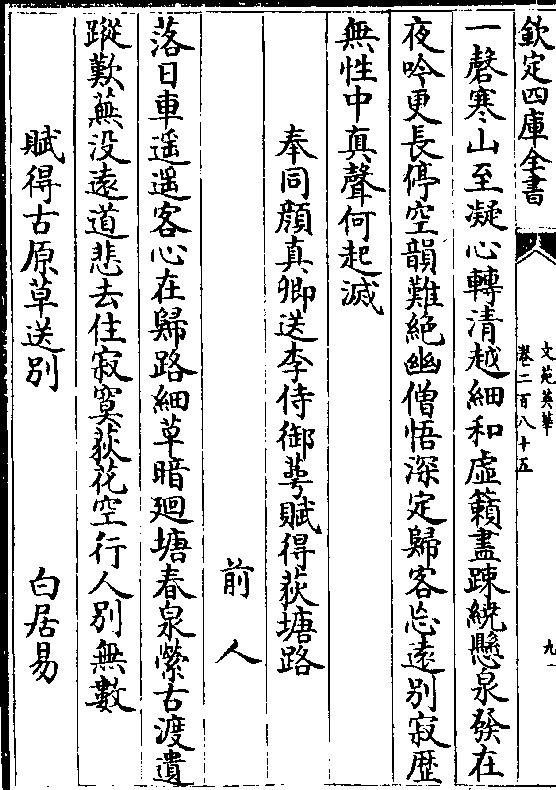 欽定四庫全書
文苑英華
卷二百八十五
九
一磬寒山至凝心轉清越細和虛籟盡疎繞懸泉發在
夜吟更長停空韻難絕幽僧悟深定歸客忘遠別寂歷
無性中真聲何起滅
奉同顔真卿送李侍御萼賦得荻塘路
前人
落日車遥遥客心在歸路細草暗廻塘春泉縈古渡遺
蹤歎蕪没遠道悲去住寂寞荻花空行人別無數
賦得古原草送別 白居易